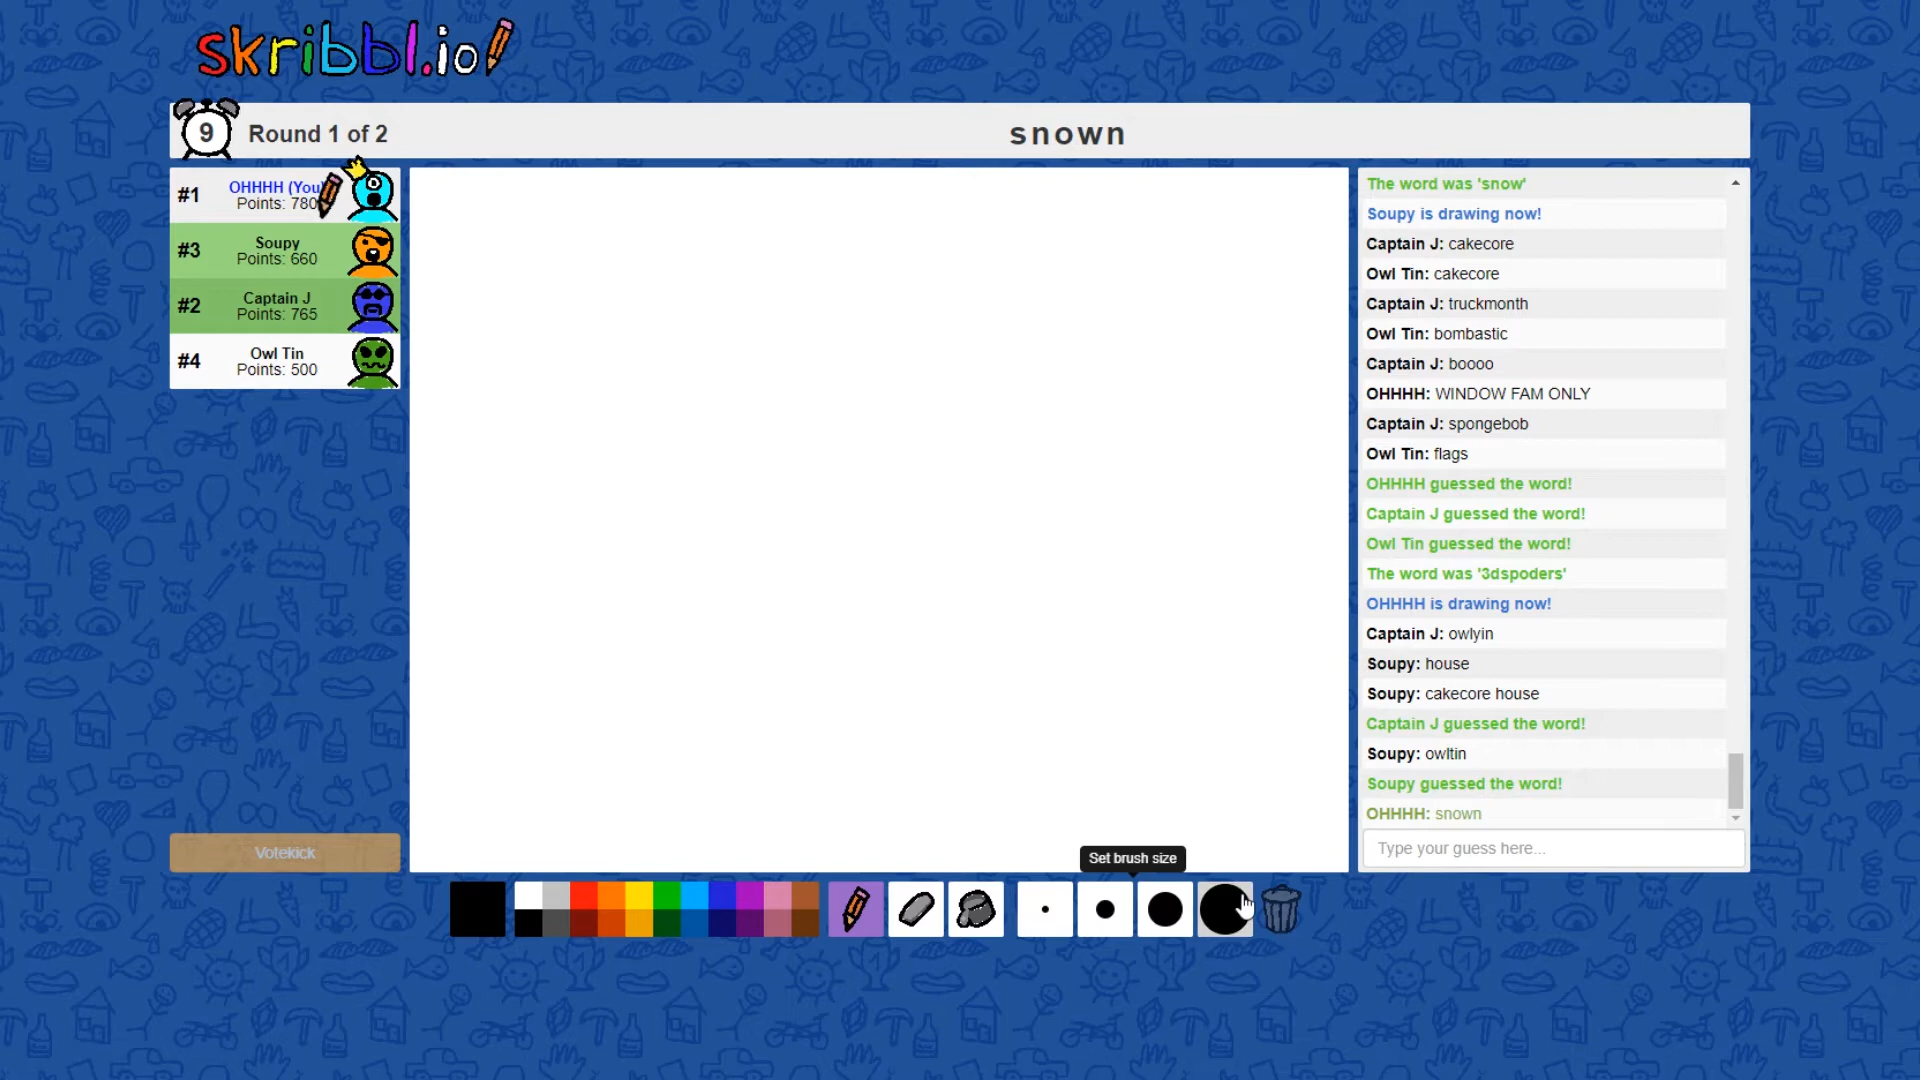 skribbl.io
9
Round 1 of 2
snown
#1
OHHHH (You)
Points: 780
#3
Soupy
Points: 660
#2
Captain J
Points: 765
#4
Owl Tin
Points: 500
Votekick
The word was 'snow'
Soupy is drawing now!
Captain J: cakecore
Owl Tin: cakecore
Captain J: truckmonth
Owl Tin: bombastic
Captain J: boooo
OHHHH: WINDOW FAM ONLY
Captain J: spongebob
Owl Tin: flags
OHHHH guessed the word!
Captain J guessed the word!
Owl Tin guessed the word!
The word was '3dspoders'
OHHHH is drawing now!
Captain J: owlyin
Soupy: house
Soupy: cakecore house
Captain J guessed the word!
Soupy: owltin
Soupy guessed the word!
OHHHH: snown
Type your guess here...
Set brush size